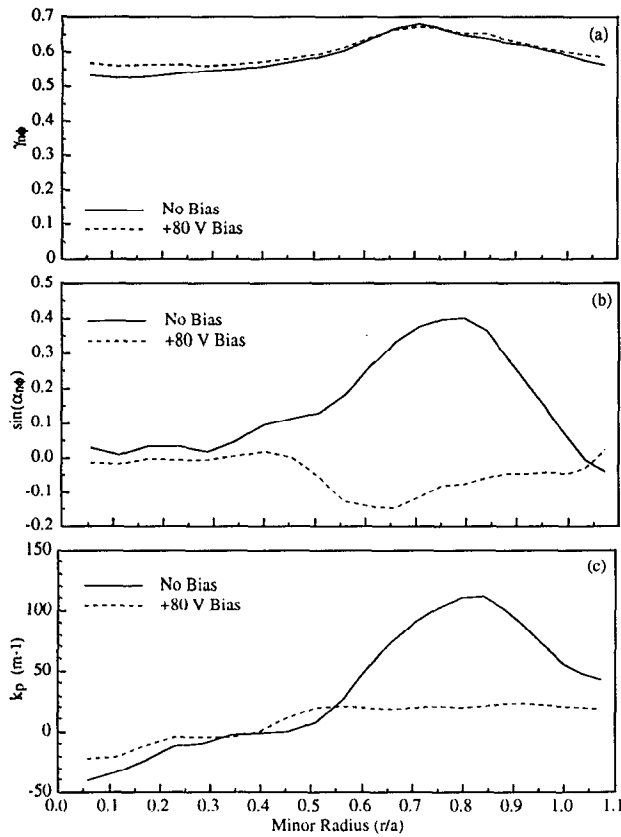 0.7
(a)
0.6
0.5
0.4
γnϕ
0.3
0.2
No Bias
0.1
+80 V Bias
0
0.5
(b)
0.4
No Bias
0.3
+80 V Bias
0.2
sin(αnϕ)
0.1
0.0
-0.1
-0.2
150
(c)
No Bias
100
+80 V Bias
50
kp (m-1)
0
-50
0.0 0.1 0.2 0.3 0.4 0.5 0.6 0.7 0.8 0.9 1.0 1.1
Minor Radius (r/a)